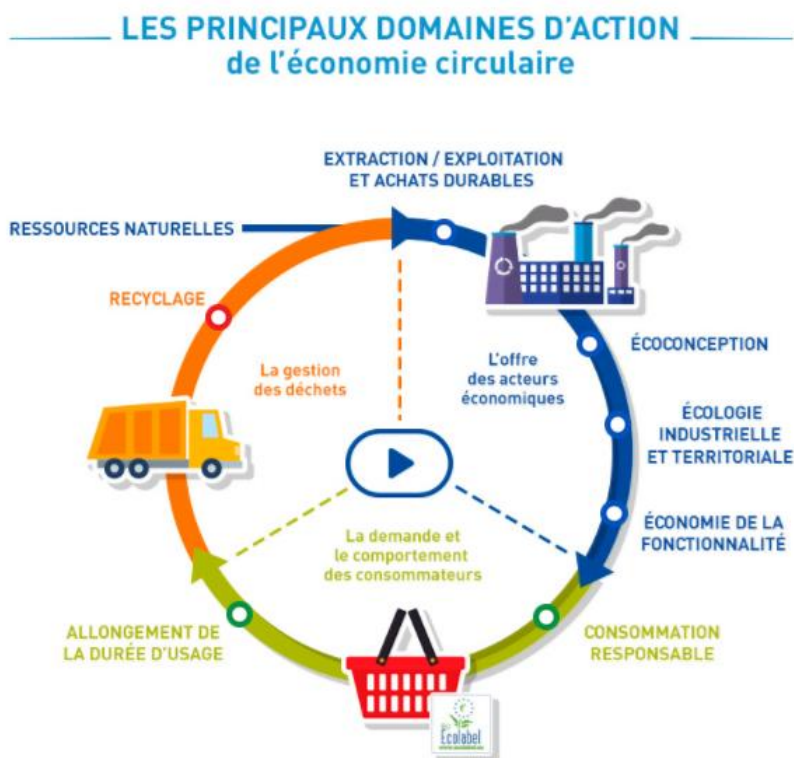 LES PRINCIPAUX DOMAINES D'ACTION
de l'économie circulaire
EXTRACTION / EXPLOITATION
ET ACHATS DURABLES
RESSOURCES NATURELLES
RECYCLAGE
La gestion
des déchets
L'offre
des acteurs
économiques
ÉCOCONCEPTION
ÉCOLOGIE
INDUSTRIELLE
ET TERRITORIALE
ÉCONOMIE DE LA
FONCTIONNALITÉ
La demande et
le comportement
des consommateurs
ALLONGEMENT DE
LA DURÉE D'USAGE
CONSOMMATION
RESPONSABLE
Ecolabel